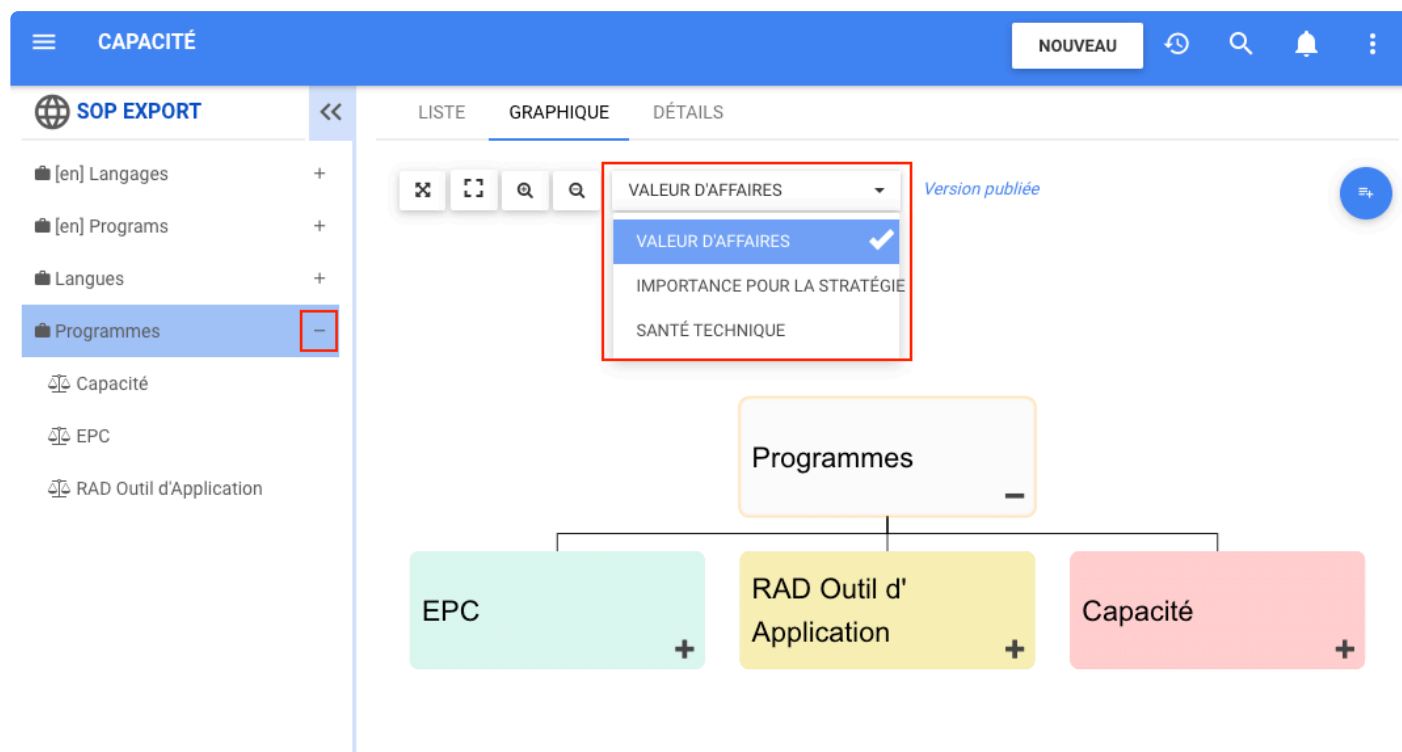 CAPACITÉ
NOUVEAU
SOP EXPORT
LISTE
GRAPHIQUE
DÉTAILS
[en] Langages
[en] Programs
Langues
Programmes
Capacité
EPC
RAD Outil d'Application
VALEUR D'AFFAIRES
Version publiée
VALEUR D'AFFAIRES
IMPORTANCE POUR LA STRATÉGIE
SANTÉ TECHNIQUE
Programmes
EPC
RAD Outil d'
Application
Capacité